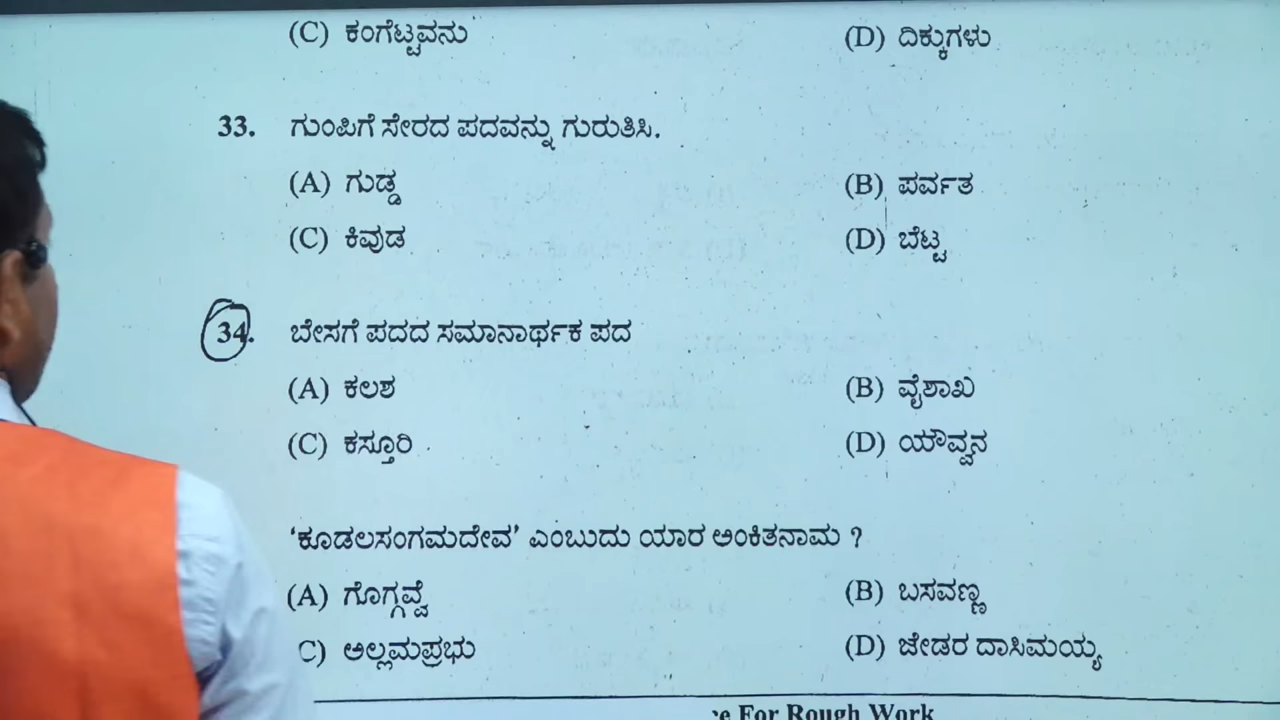 (C) ಕಂಗೆಟ್ಟವನು (D) ದಿಕ್ಕುಗಳು
33. ಗುಂಪಿಗೆ ಸೇರದ ಪದವನ್ನು ಗುರುತಿಸಿ.
(A) ಗುಡ್ಡ (B) ಪರ್ವತ
(C) ಕಿವುಡ (D) ಬೆಟ್ಟ
34. ಬೇಸಗೆ ಪದದ ಸಮಾನಾರ್ಥಕ ಪದ
(A) ಕಲಶ (B) ವೈಶಾಖ
(C) ಕಸ್ತೂರಿ (D) ಯೌವ್ವನ
‘ಕೂಡಲಸಂಗಮದೇವ’ ಎಂಬುದು ಯಾರ ಅಂಕಿತನಾಮ ?
(A) ಗೊಗ್ಗವ್ವೆ (B) ಬಸವಣ್ಣ
C) ಅಲ್ಲಮಪ್ರಭು (D) ಜೇಡರ ದಾಸಿಮಯ್ಯ
For Rough Work